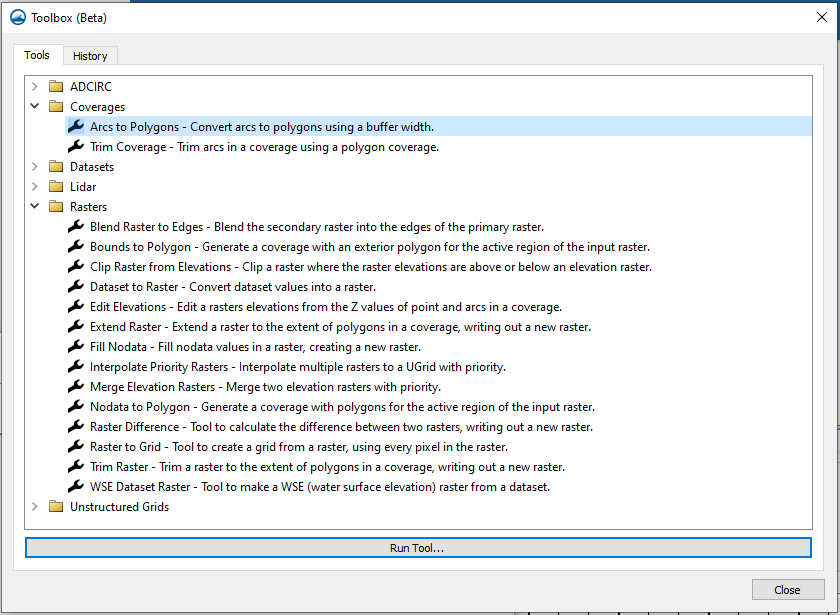 Toolbox (Beta)
Tools
History
ADCIRC
Coverages
Arcs to Polygons - Convert arcs to polygons using a buffer width.
Trim Coverage - Trim arcs in a coverage using a polygon coverage.
Datasets
Lidar
Rasters
Blend Raster to Edges - Blend the secondary raster into the edges of the primary raster.
Bounds to Polygon - Generate a coverage with an exterior polygon for the active region of the input raster.
Clip Raster from Elevations - Clip a raster where the raster elevations are above or below an elevation raster.
Dataset to Raster - Convert dataset values into a raster.
Edit Elevations - Edit a rasters elevations from the Z values of point and arcs in a coverage.
Extend Raster - Extend a raster to the extent of polygons in a coverage, writing out a new raster.
Fill Nodata - Fill nodata values in a raster, creating a new raster.
Interpolate Priority Rasters - Interpolate multiple rasters to a UGrid with priority.
Merge Elevation Rasters - Merge two elevation rasters with priority.
Nodata to Polygon - Generate a coverage with polygons for the active region of the input raster.
Raster Difference - Tool to calculate the difference between two rasters, writing out a new raster.
Raster to Grid - Tool to create a grid from a raster, using every pixel in the raster.
Trim Raster - Trim a raster to the extent of polygons in a coverage, writing out a new raster.
WSE Dataset Raster - Tool to make a WSE (water surface elevation) raster from a dataset.
Unstructured Grids
Run Tool...
Close